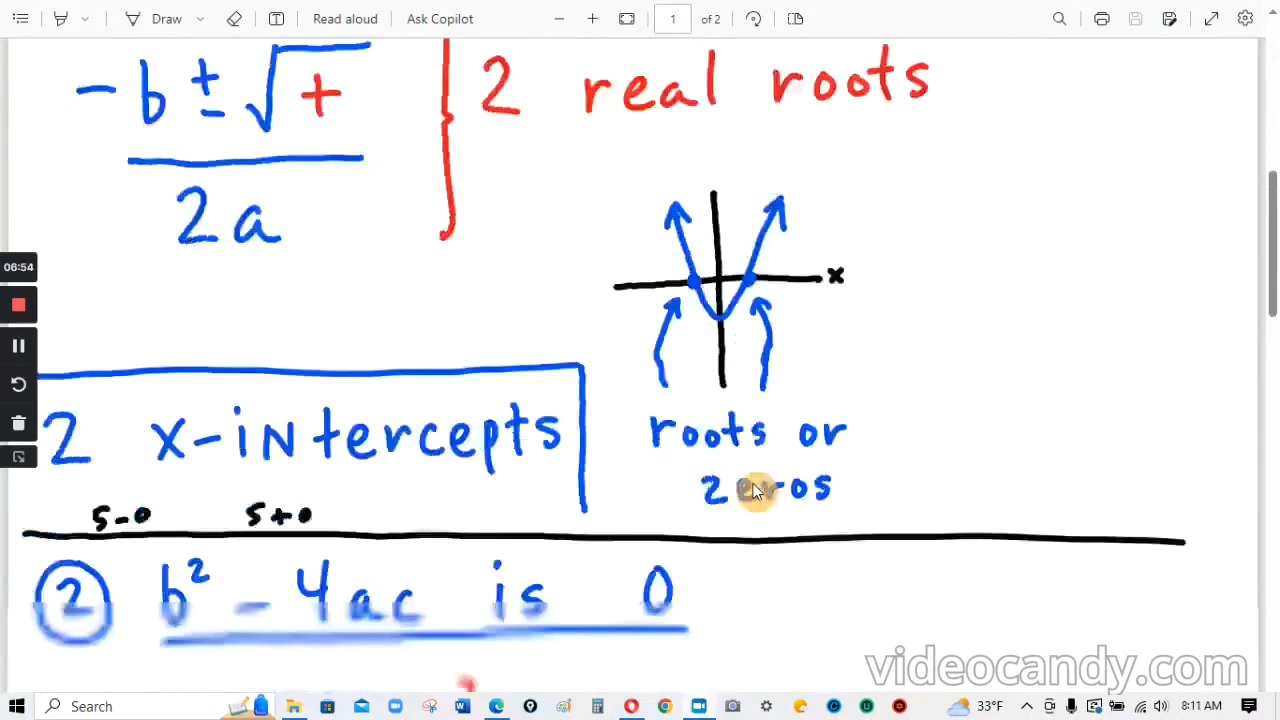 Draw
Read aloud
Ask Copilot
1 of 2
-b ± √+
2a
2 real roots
x
06:54
2 x-iNtercepts
roots or
5-0 5+0
② b² - 4ac is 0
videocandy.com
Search
33°F
8:11 AM